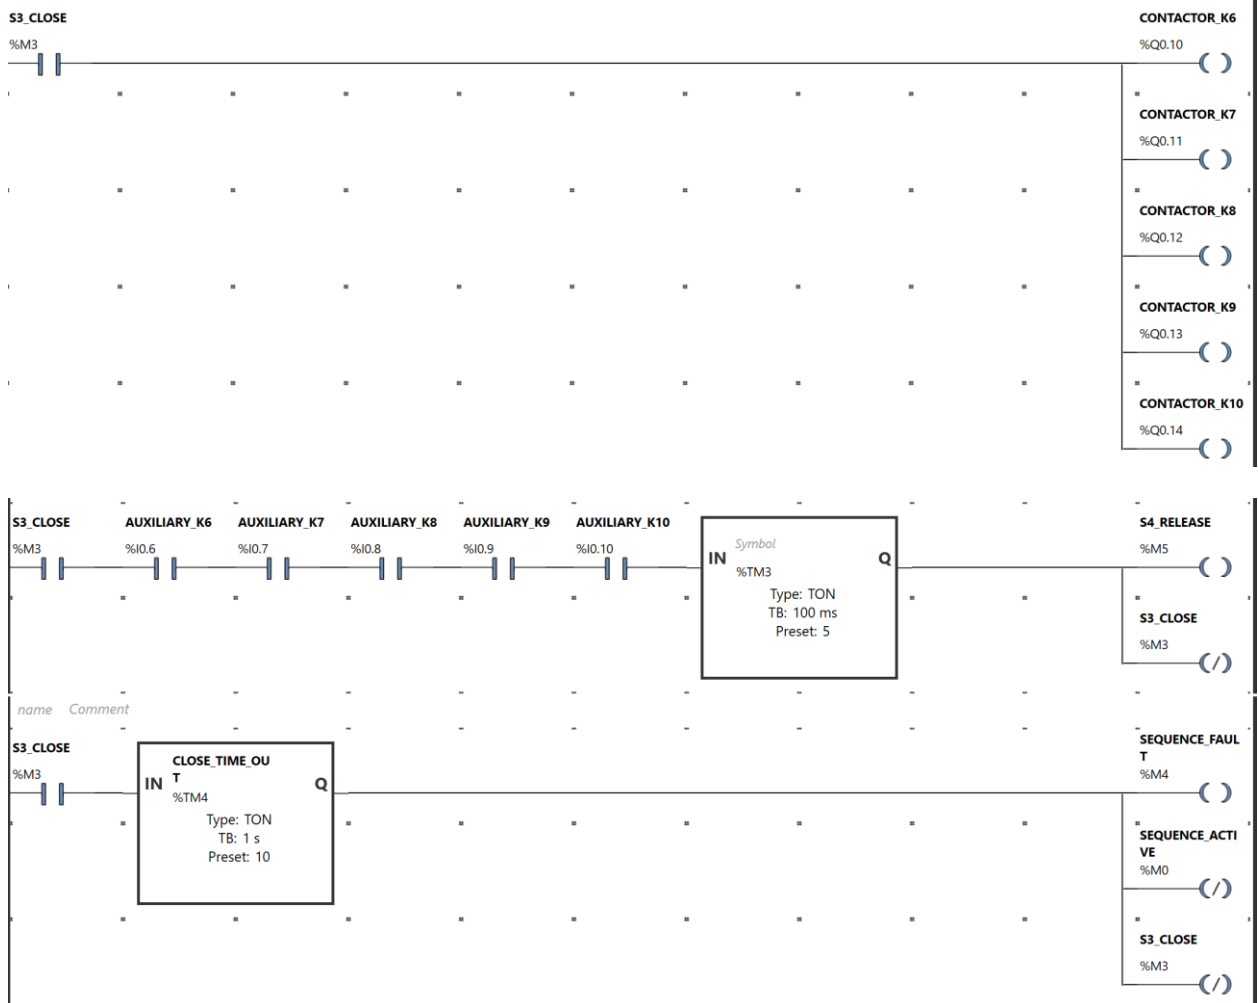 S3_CLOSE
%M3
CONTACTOR_K6
%Q0.10
CONTACTOR_K7
%Q0.11
CONTACTOR_K8
%Q0.12
CONTACTOR_K9
%Q0.13
CONTACTOR_K10
%Q0.14
S3_CLOSE AUXILIARY_K6 AUXILIARY_K7 AUXILIARY_K8 AUXILIARY_K9 AUXILIARY_K10
%M3 %I0.6 %I0.7 %I0.8 %I0.9 %I0.10
IN Symbol Q
%TM3
Type: TON
TB: 100 ms
Preset: 5
S4_RELEASE
%M5
S3_CLOSE
%M3
name Comment
S3_CLOSE
%M3
CLOSE_TIME_OU
IN T Q
%TM4
Type: TON
TB: 1 s
Preset: 10
SEQUENCE_FAUL
T
%M4
SEQUENCE_ACTI
VE
%M0
S3_CLOSE
%M3